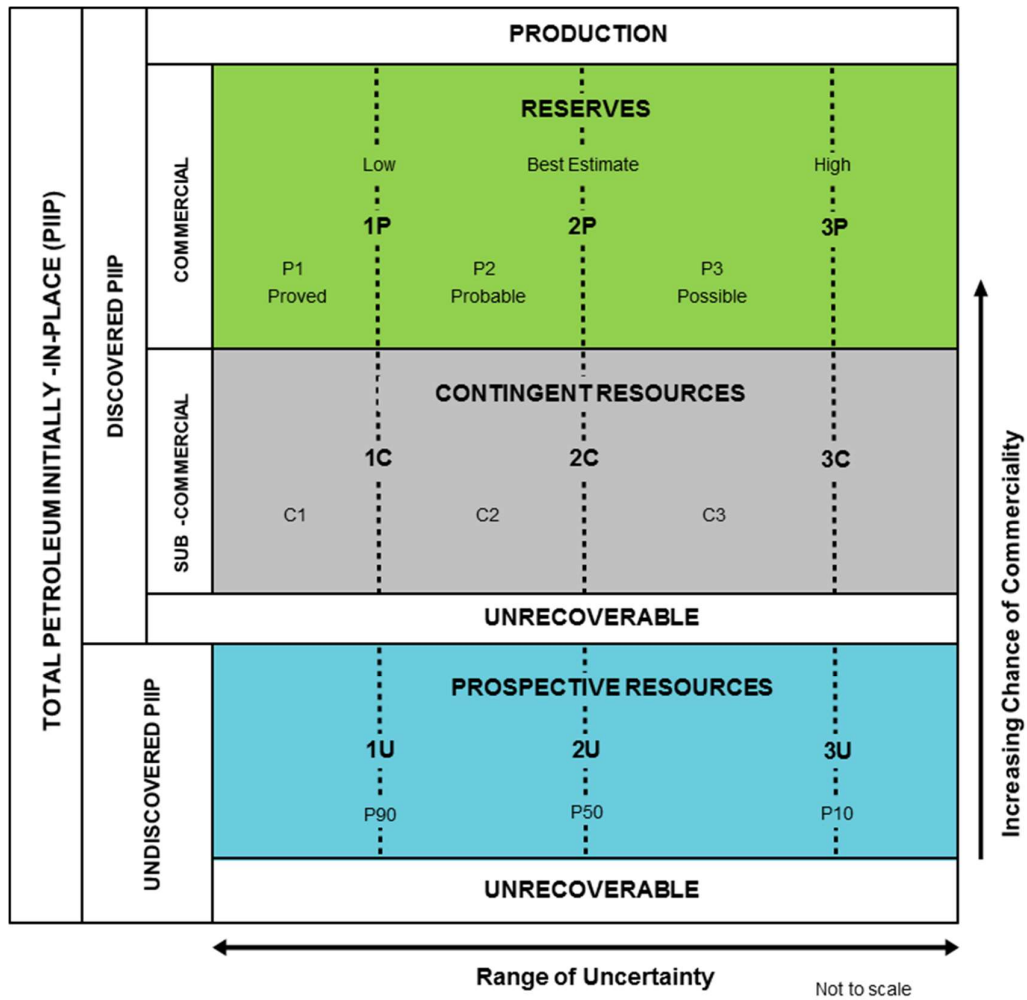 PRODUCTION
RESERVES
Low Best Estimate High
1P 2P 3P
P1 P2 P3
Proved Probable Possible
COMMERCIAL
CONTINGENT RESOURCES
1C 2C 3C
C1 C2 C3
SUB -COMMERCIAL
UNRECOVERABLE
DISCOVERED PIIP
PROSPECTIVE RESOURCES
1U 2U 3U
P90 P50 P10
UNRECOVERABLE
UNDISCOVERED PIIP
TOTAL PETROLEUM INITIALLY -IN-PLACE (PIIP)
Increasing Chance of Commerciality
Range of Uncertainty
Not to scale